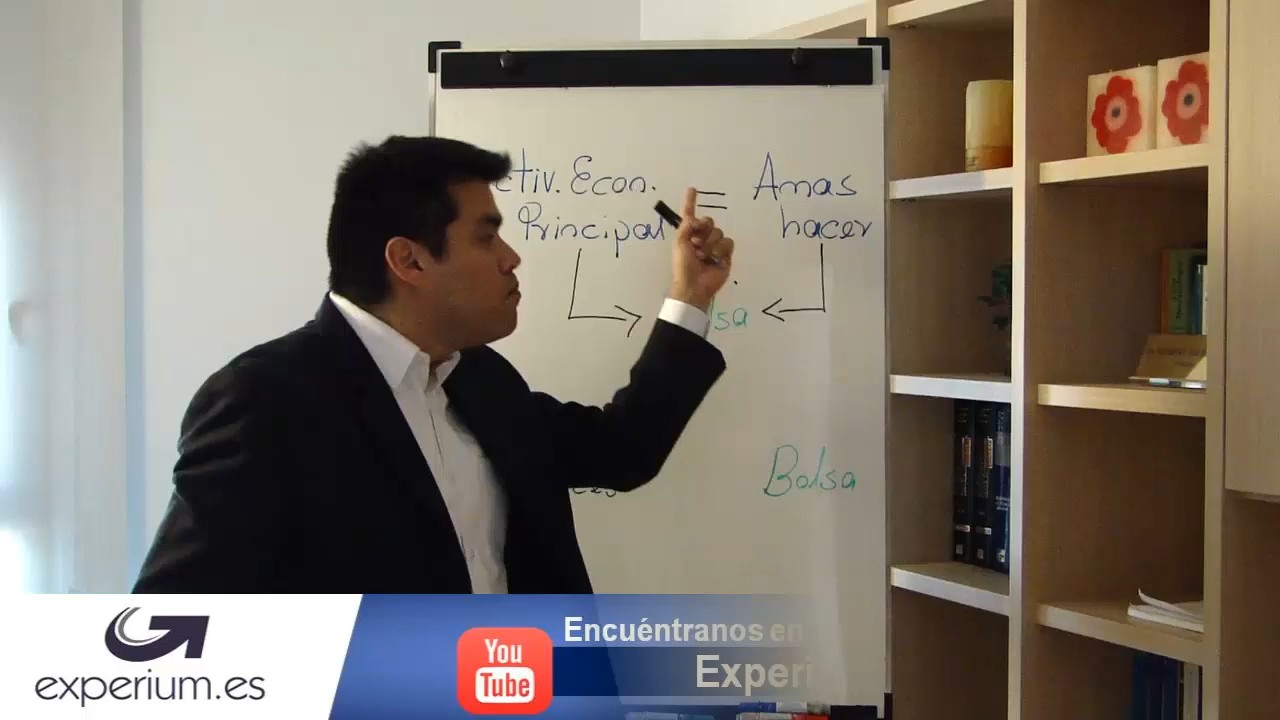 ctiv. Econ. = Amas
Principal hacer
lsa
Bolsa
experium.es
You
Tube
Encuéntranos en
Experi